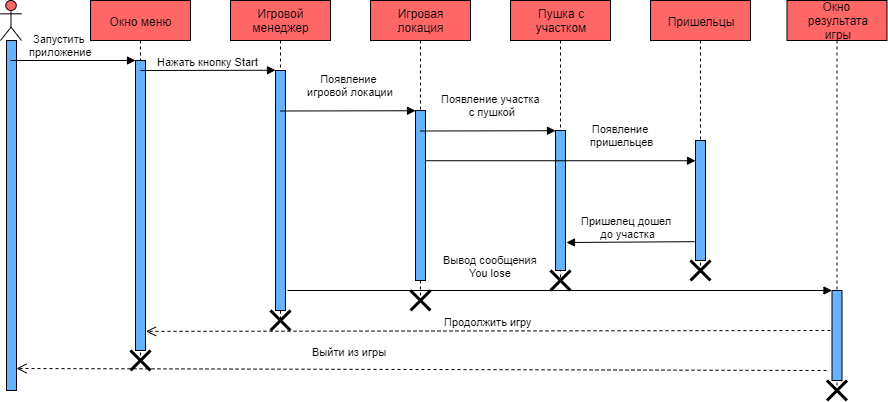 Окно меню
Игровой
менеджер
Игровая
локация
Пушка с
участком
Пришельцы
Окно
результата
игры
Запустить
приложение
Нажать кнопку Start
Появление
игровой локации
Появление участка
с пушкой
Появление
пришельцев
Пришелец дошел
до участка
Вывод сообщения
You lose
Продолжить игру
Выйти из игры